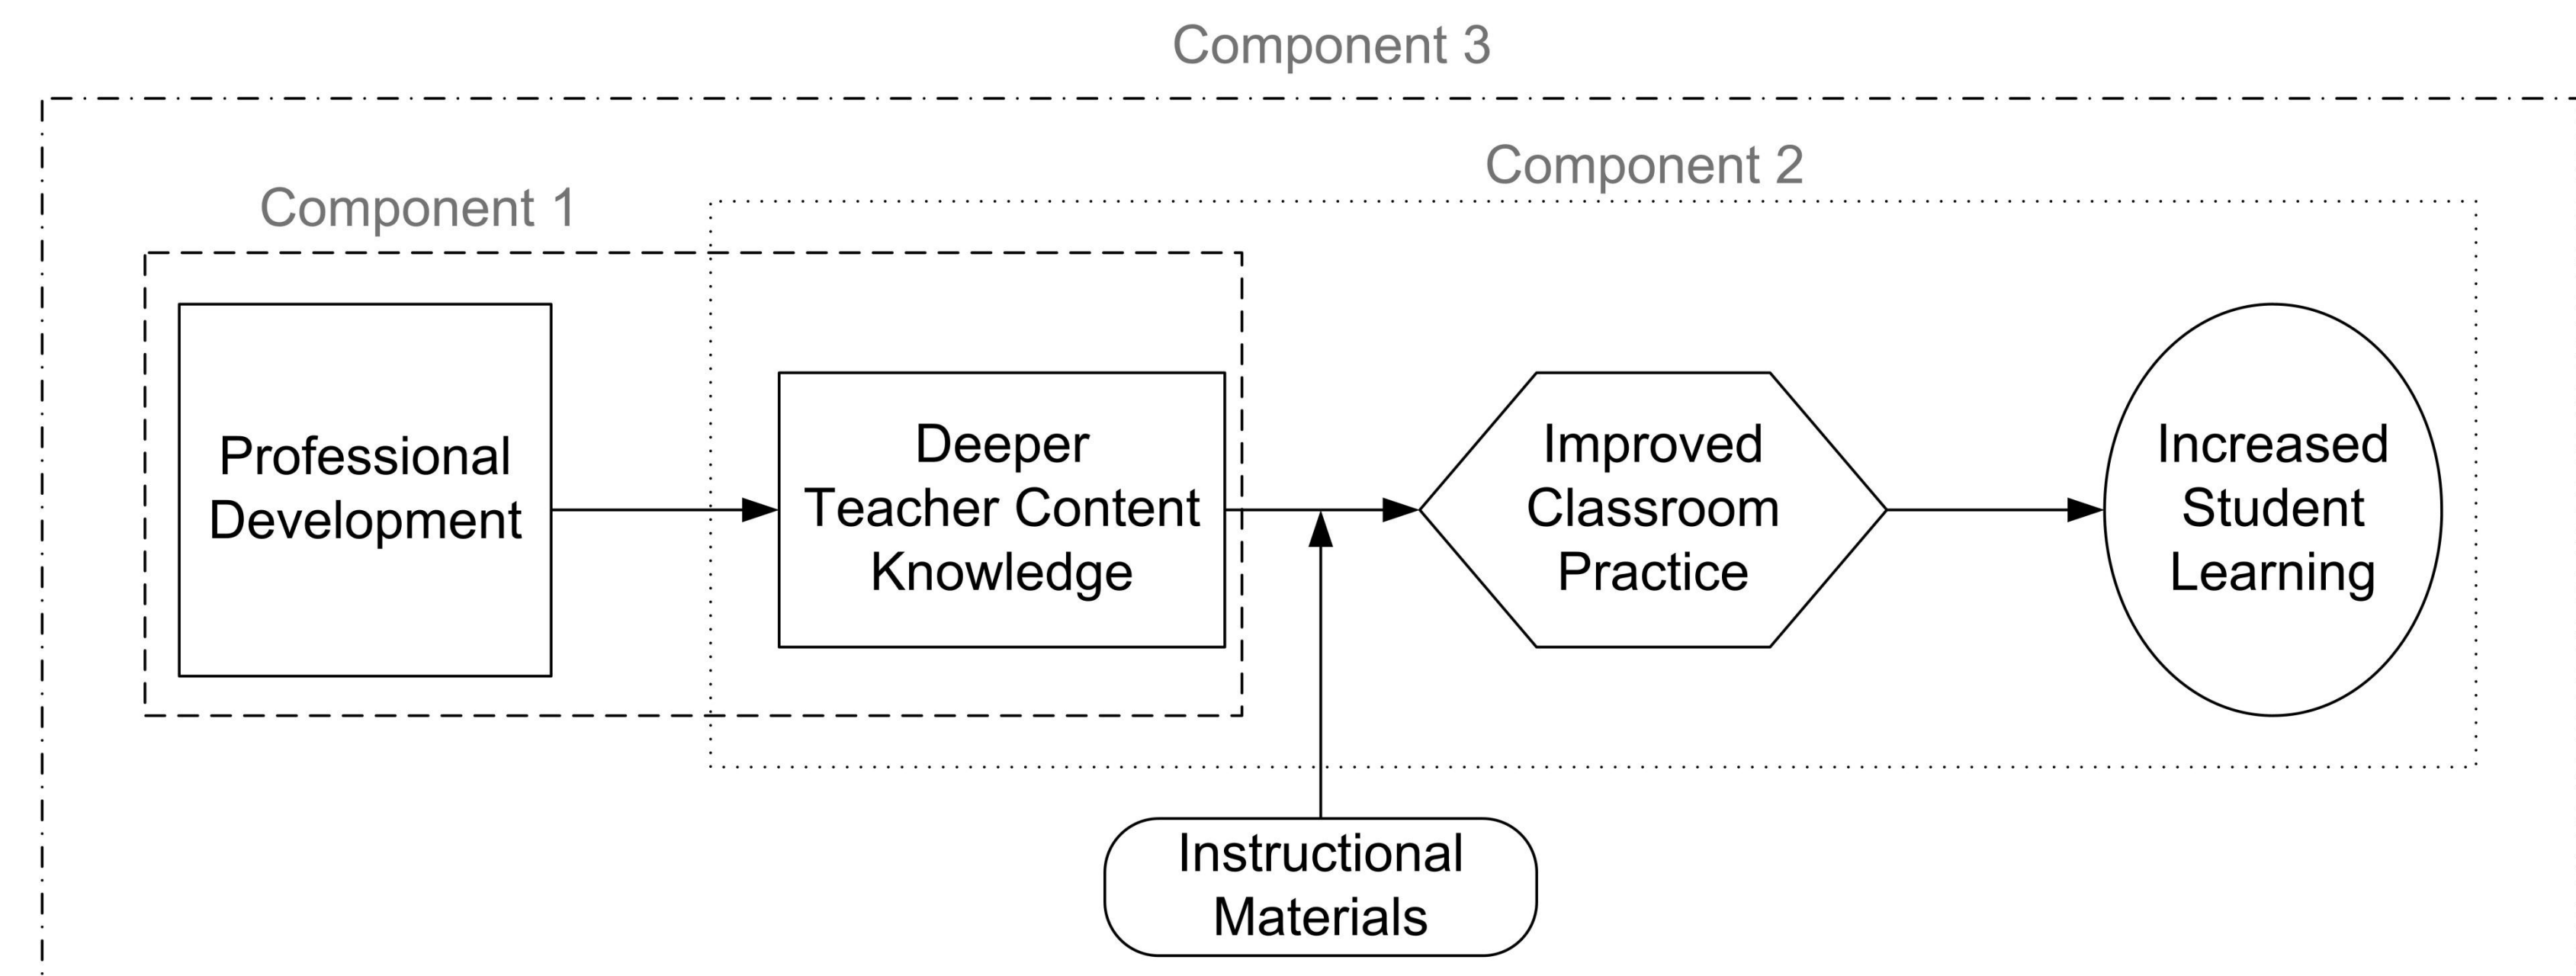 Component 3
Component 2
Component 1
Professional
Development
Deeper
Teacher Content
Knowledge
Improved
Classroom
Practice
Increased
Student
Learning
Instructional
Materials